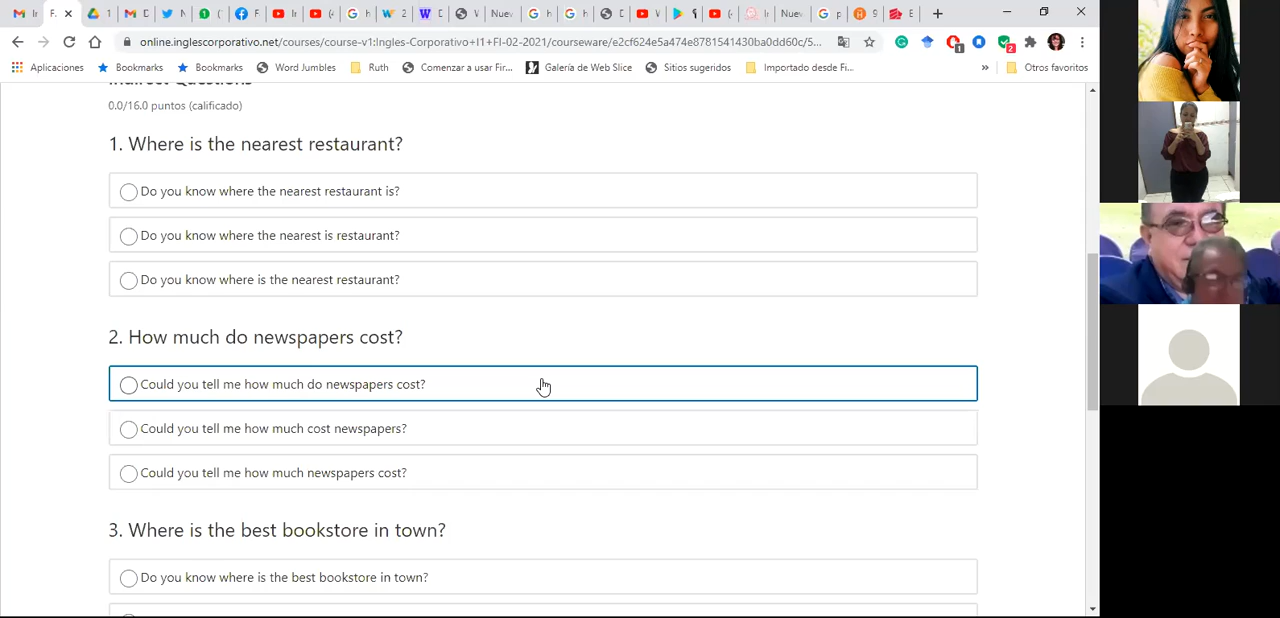 online.inglescorporativo.net/courses/course-v1:Ingles-Corporativo+I1+FI-02-2021/courseware/e2cf624e5a474e8781541430ba0dd60c/5...
Aplicaciones Bookmarks Bookmarks Word Jumbles Ruth Comenzar a usar Fir... Galería de Web Slice Sitios sugeridos Importado desde Fi... » Otros favoritos
Indirect Questions
0.0/16.0 puntos (calificado)
1. Where is the nearest restaurant?
Do you know where the nearest restaurant is?
Do you know where the nearest is restaurant?
Do you know where is the nearest restaurant?
2. How much do newspapers cost?
Could you tell me how much do newspapers cost?
Could you tell me how much cost newspapers?
Could you tell me how much newspapers cost?
3. Where is the best bookstore in town?
Do you know where is the best bookstore in town?